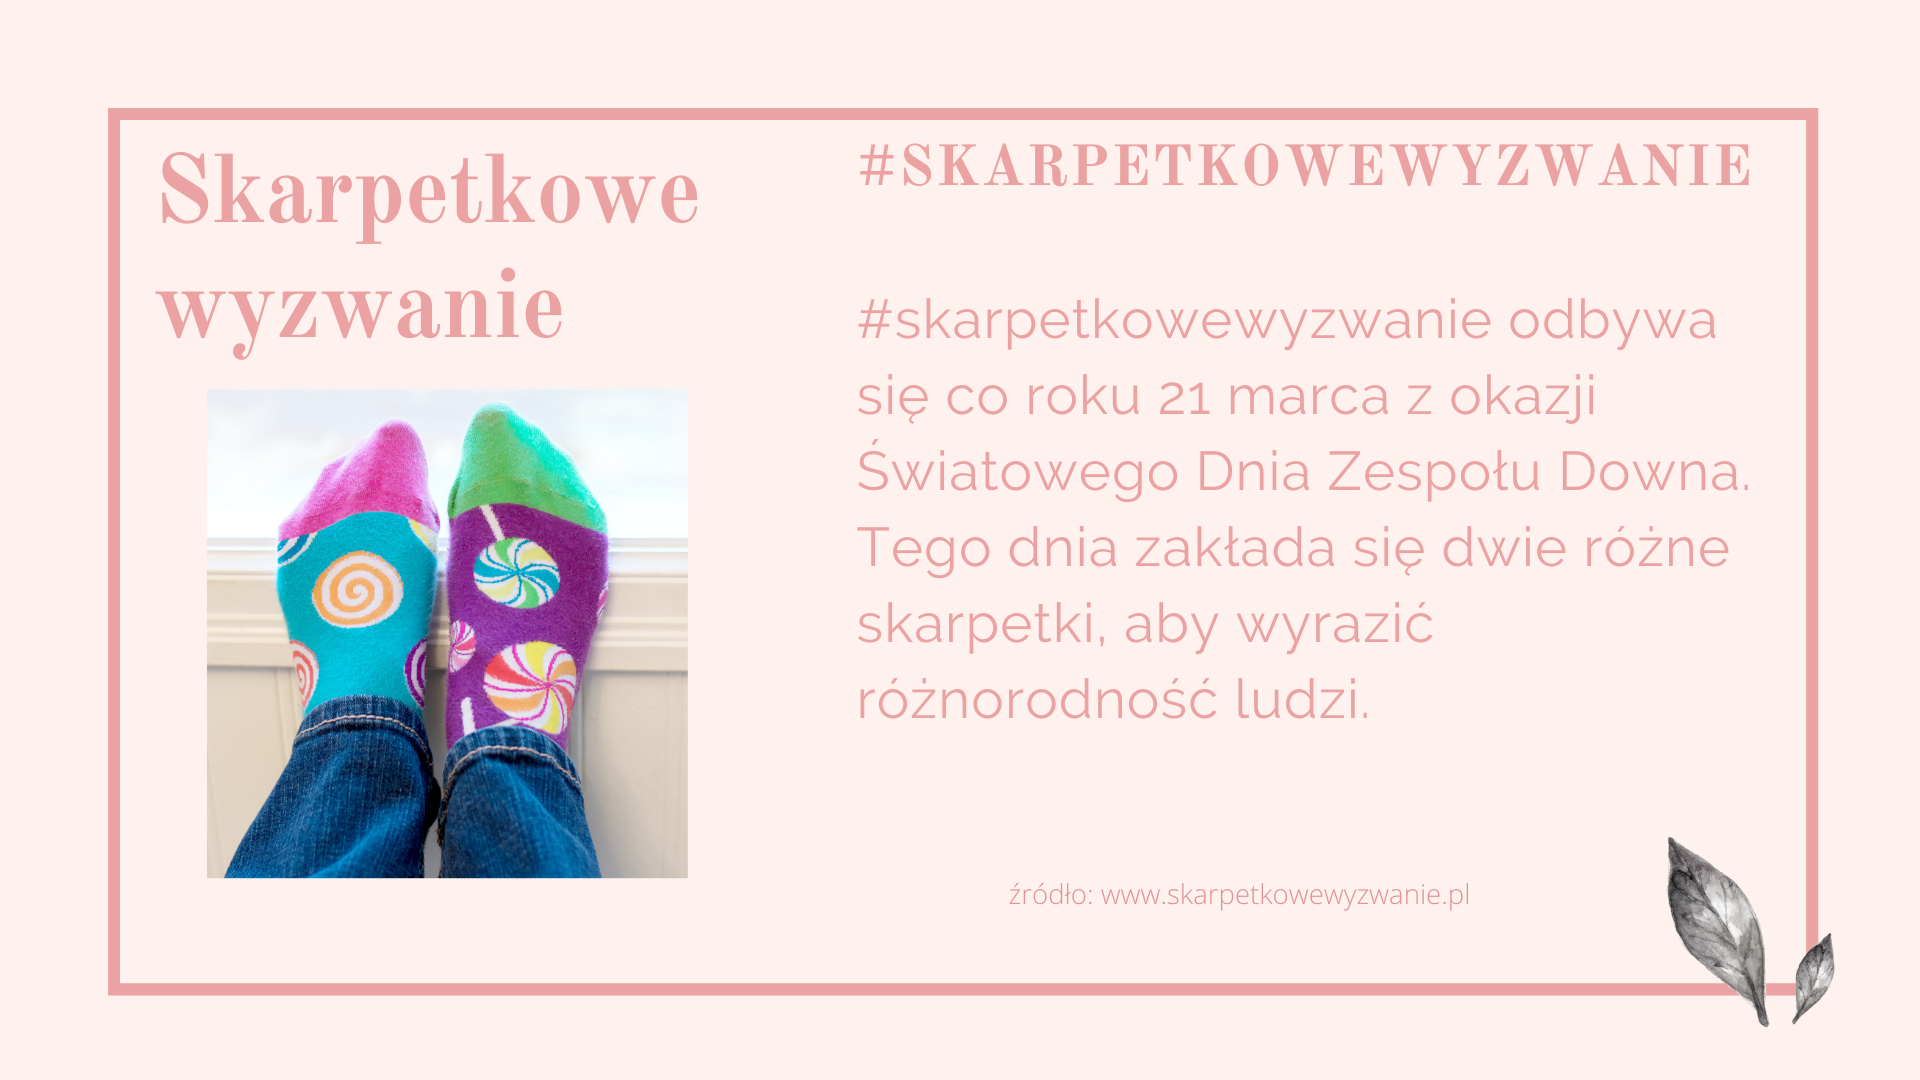 Skarpetkowe
wyzwanie
#SKARPETKOWEWYZWANIE
#skarpetkowewyzwanie odbywa
się co roku 21 marca z okazji
Światowego Dnia Zespołu Downa.
Tego dnia zakłada się dwie różne
skarpetki, aby wyrazić
różnorodność ludzi.
źródło: www.skarpetkowewyzwanie.pl